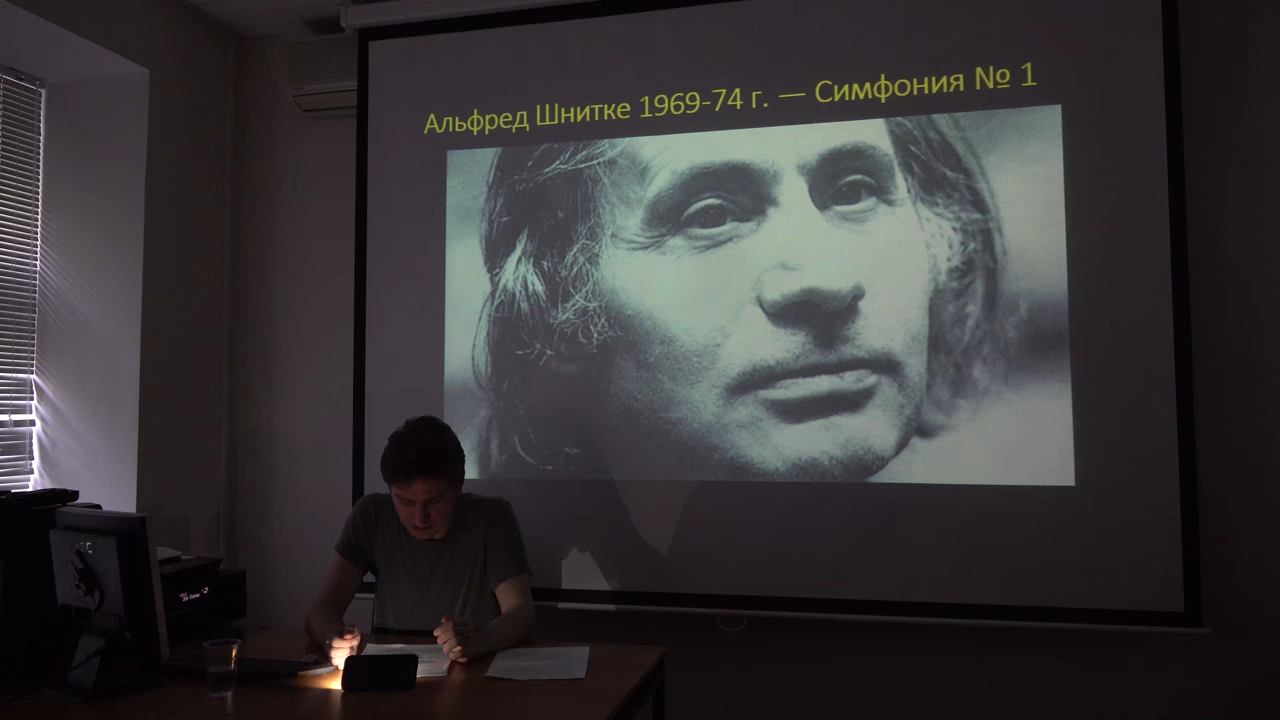 Альфред Шнитке 1969-74 г. — Симфония № 1